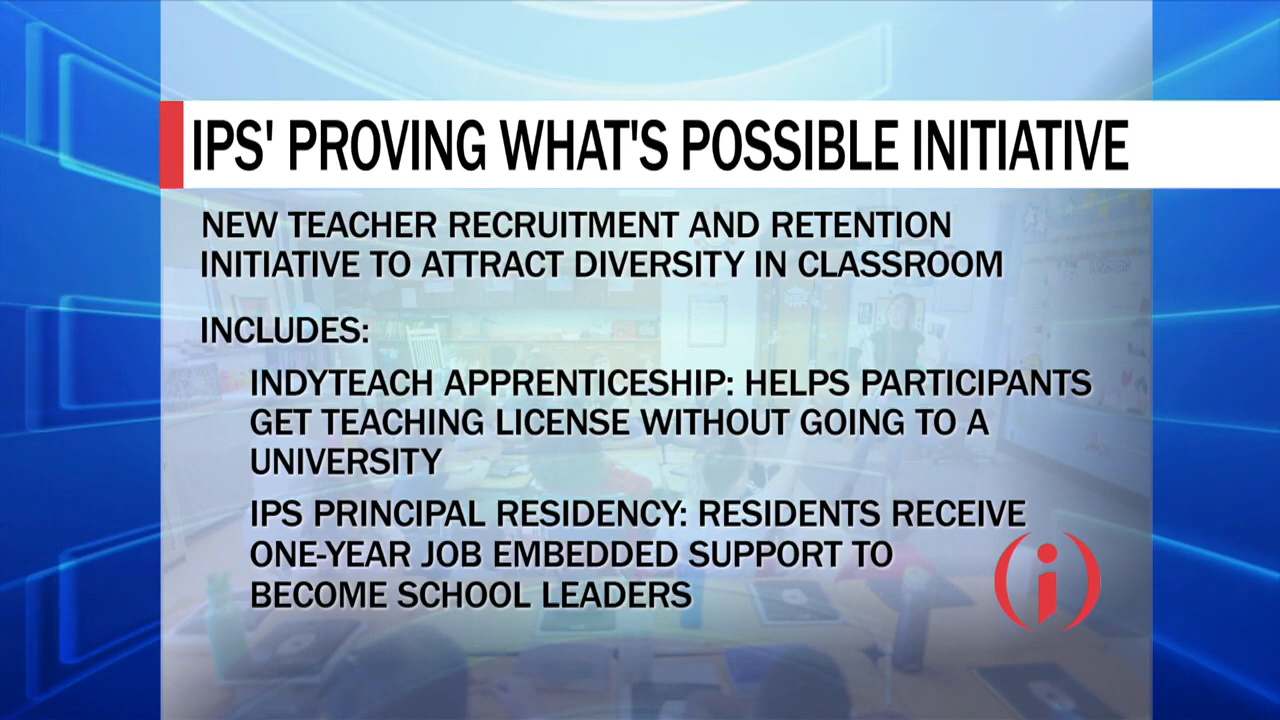 IPS' PROVING WHAT'S POSSIBLE INITIATIVE
NEW TEACHER RECRUITMENT AND RETENTION
INITIATIVE TO ATTRACT DIVERSITY IN CLASSROOM
INCLUDES:
INDYTEACH APPRENTICESHIP: HELPS PARTICIPANTS
GET TEACHING LICENSE WITHOUT GOING TO A
UNIVERSITY
IPS PRINCIPAL RESIDENCY: RESIDENTS RECEIVE
ONE-YEAR JOB EMBEDDED SUPPORT TO
BECOME SCHOOL LEADERS
(i)